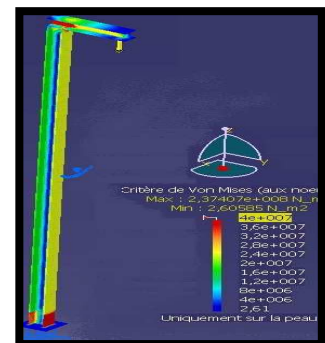 Critère de Von Mises (aux noe
Max : 2,37407e+008 N_m
Min : 2,60585 N_m2
4e+007
3,6e+007
3,2e+007
2,8e+007
2,4e+007
2e+007
1,6e+007
1,2e+007
8e+006
4e+006
2,61
Uniquement sur la peau